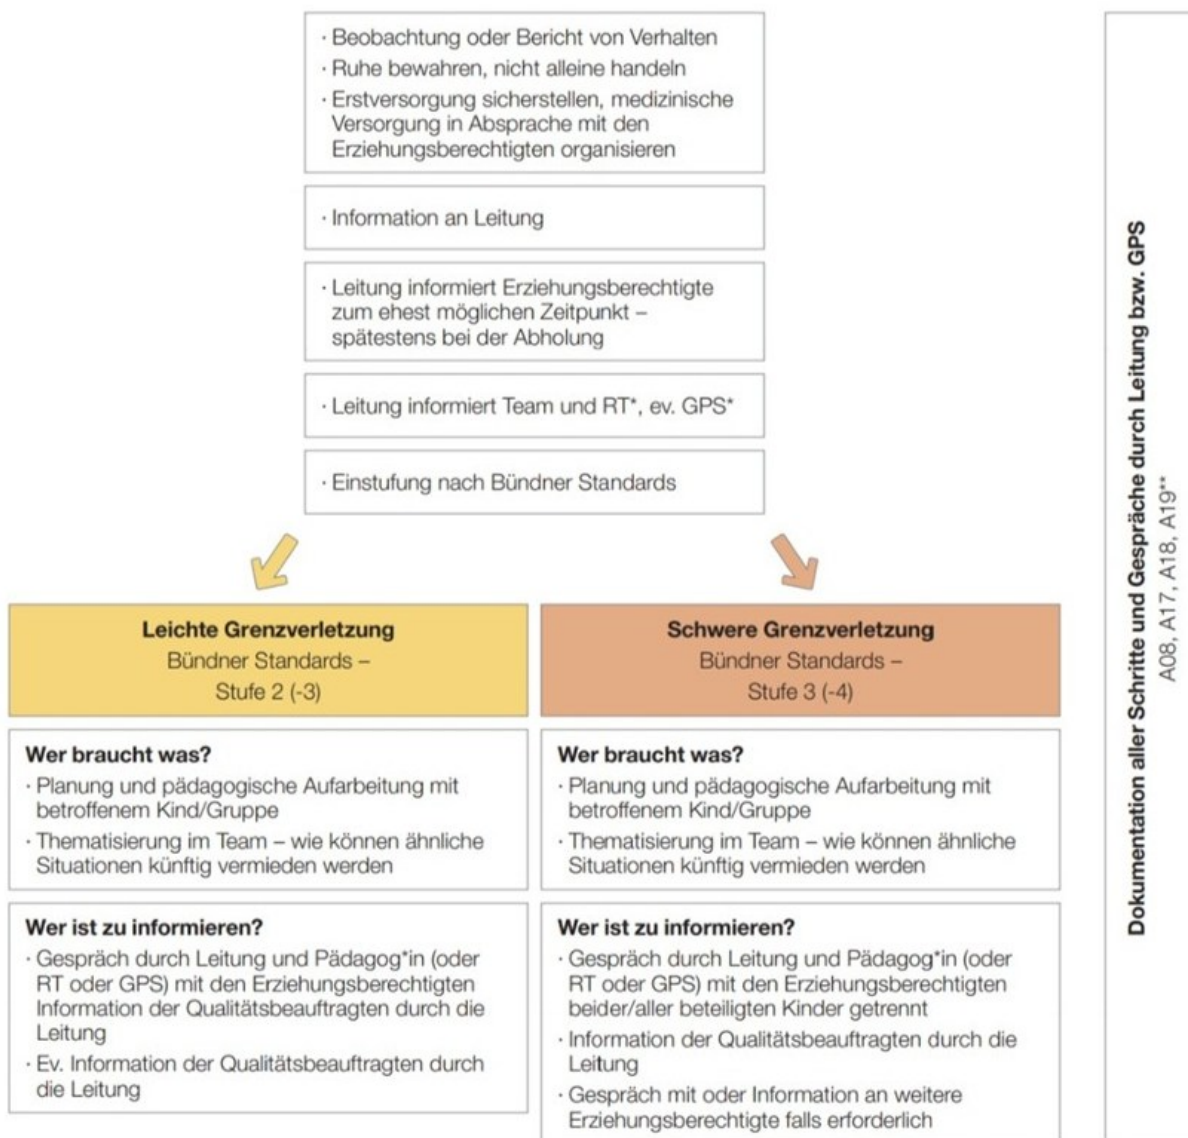 · Beobachtung oder Bericht von Verhalten
· Ruhe bewahren, nicht alleine handeln
· Erstversorgung sicherstellen, medizinische
Versorgung in Absprache mit den
Erziehungsberechtigten organisieren
· Information an Leitung
· Leitung informiert Erziehungsberechtigte
zum ehest möglichen Zeitpunkt –
spätestens bei der Abholung
· Leitung informiert Team und RT*, ev. GPS*
· Einstufung nach Bündner Standards
Leichte Grenzverletzung
Bündner Standards –
Stufe 2 (-3)
Wer braucht was?
· Planung und pädagogische Aufarbeitung mit
betroffenem Kind/Gruppe
· Thematisierung im Team – wie können ähnliche
Situationen künftig vermieden werden
Wer ist zu informieren?
· Gespräch durch Leitung und Pädagog*in (oder
RT oder GPS) mit den Erziehungsberechtigten
Information der Qualitätsbeauftragten durch die
Leitung
· Ev. Information der Qualitätsbeauftragten durch
die Leitung
Schwere Grenzverletzung
Bündner Standards –
Stufe 3 (-4)
Wer braucht was?
· Planung und pädagogische Aufarbeitung mit
betroffenem Kind/Gruppe
· Thematisierung im Team – wie können ähnliche
Situationen künftig vermieden werden
Wer ist zu informieren?
· Gespräch durch Leitung und Pädagog*in (oder
RT oder GPS) mit den Erziehungsberechtigten
beider/aller beteiligten Kinder getrennt
· Information der Qualitätsbeauftragten durch die
Leitung
· Gespräch mit oder Information an weitere
Erziehungsberechtigte falls erforderlich
Dokumentation aller Schritte und Gespräche durch Leitung bzw. GPS
A08, A17, A18, A19**